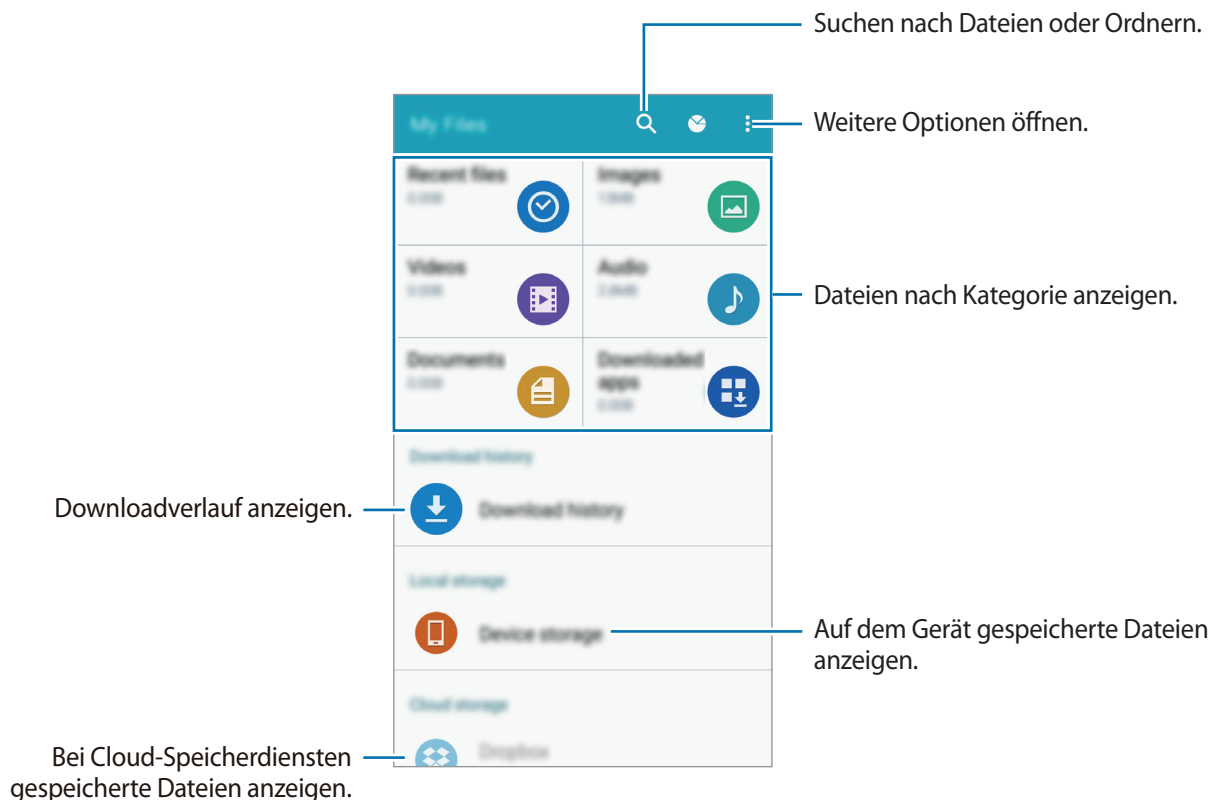 Suchen nach Dateien oder Ordnern.
My Files
Weitere Optionen öffnen.
Recent files
Images
Videos
Audio
Dateien nach Kategorie anzeigen.
Documents
Downloaded
apps
Download history
Downloadverlauf anzeigen.
Download history
Local storage
Device storage
Auf dem Gerät gespeicherte Dateien
anzeigen.
Cloud storage
Dropbox
Bei Cloud-Speicherdiensten
gespeicherte Dateien anzeigen.